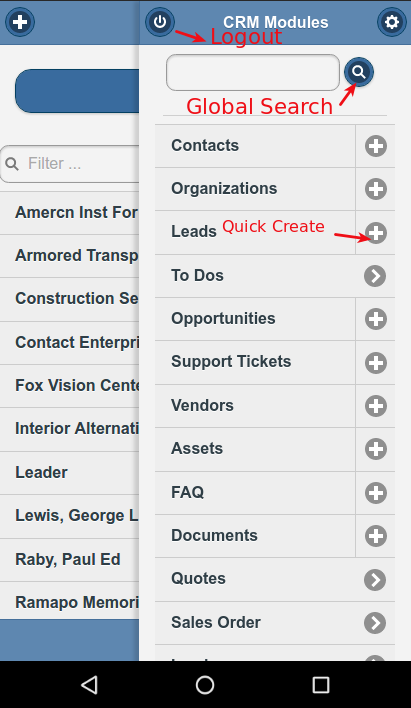 CRM Modules
Logout
Global Search
Filter ...
Contacts
Organizations
Leads
Quick Create
To Dos
Opportunities
Support Tickets
Vendors
Assets
FAQ
Documents
Quotes
Sales Order
Amercn Inst For
Armored Transp
Construction Se
Contact Enterpri
Fox Vision Cente
Interior Alternati
Leader
Lewis, George L
Raby, Paul Ed
Ramapo Memori